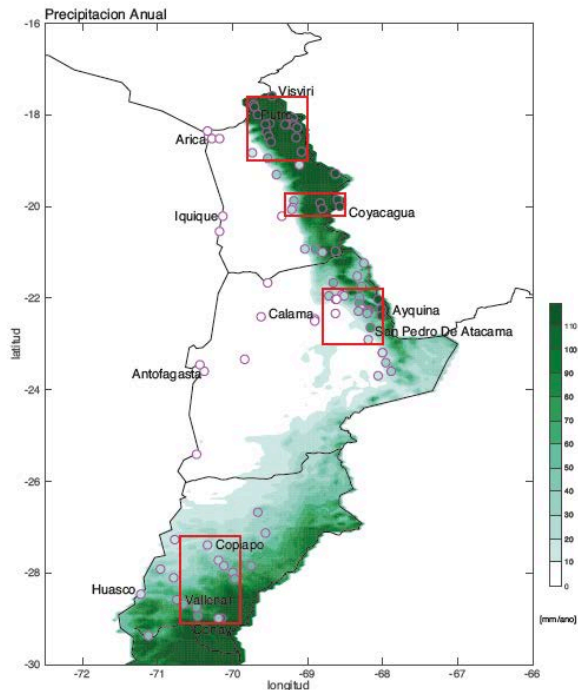 Precipitacion Anual
-16
-18
-20
-22
-24
-26
-28
-30
latitud
Visviri
Putre
Arica
Iquique
Coyacagua
Calama
Ayquina
San Pedro De Atacama
Antofagasta
Copiapo
Huasco
Vallenar
110
100
90
80
70
60
50
40
30
20
10
0
[mm/ano]
-72 -71 -70 -69 -68 -67 -66
longitud